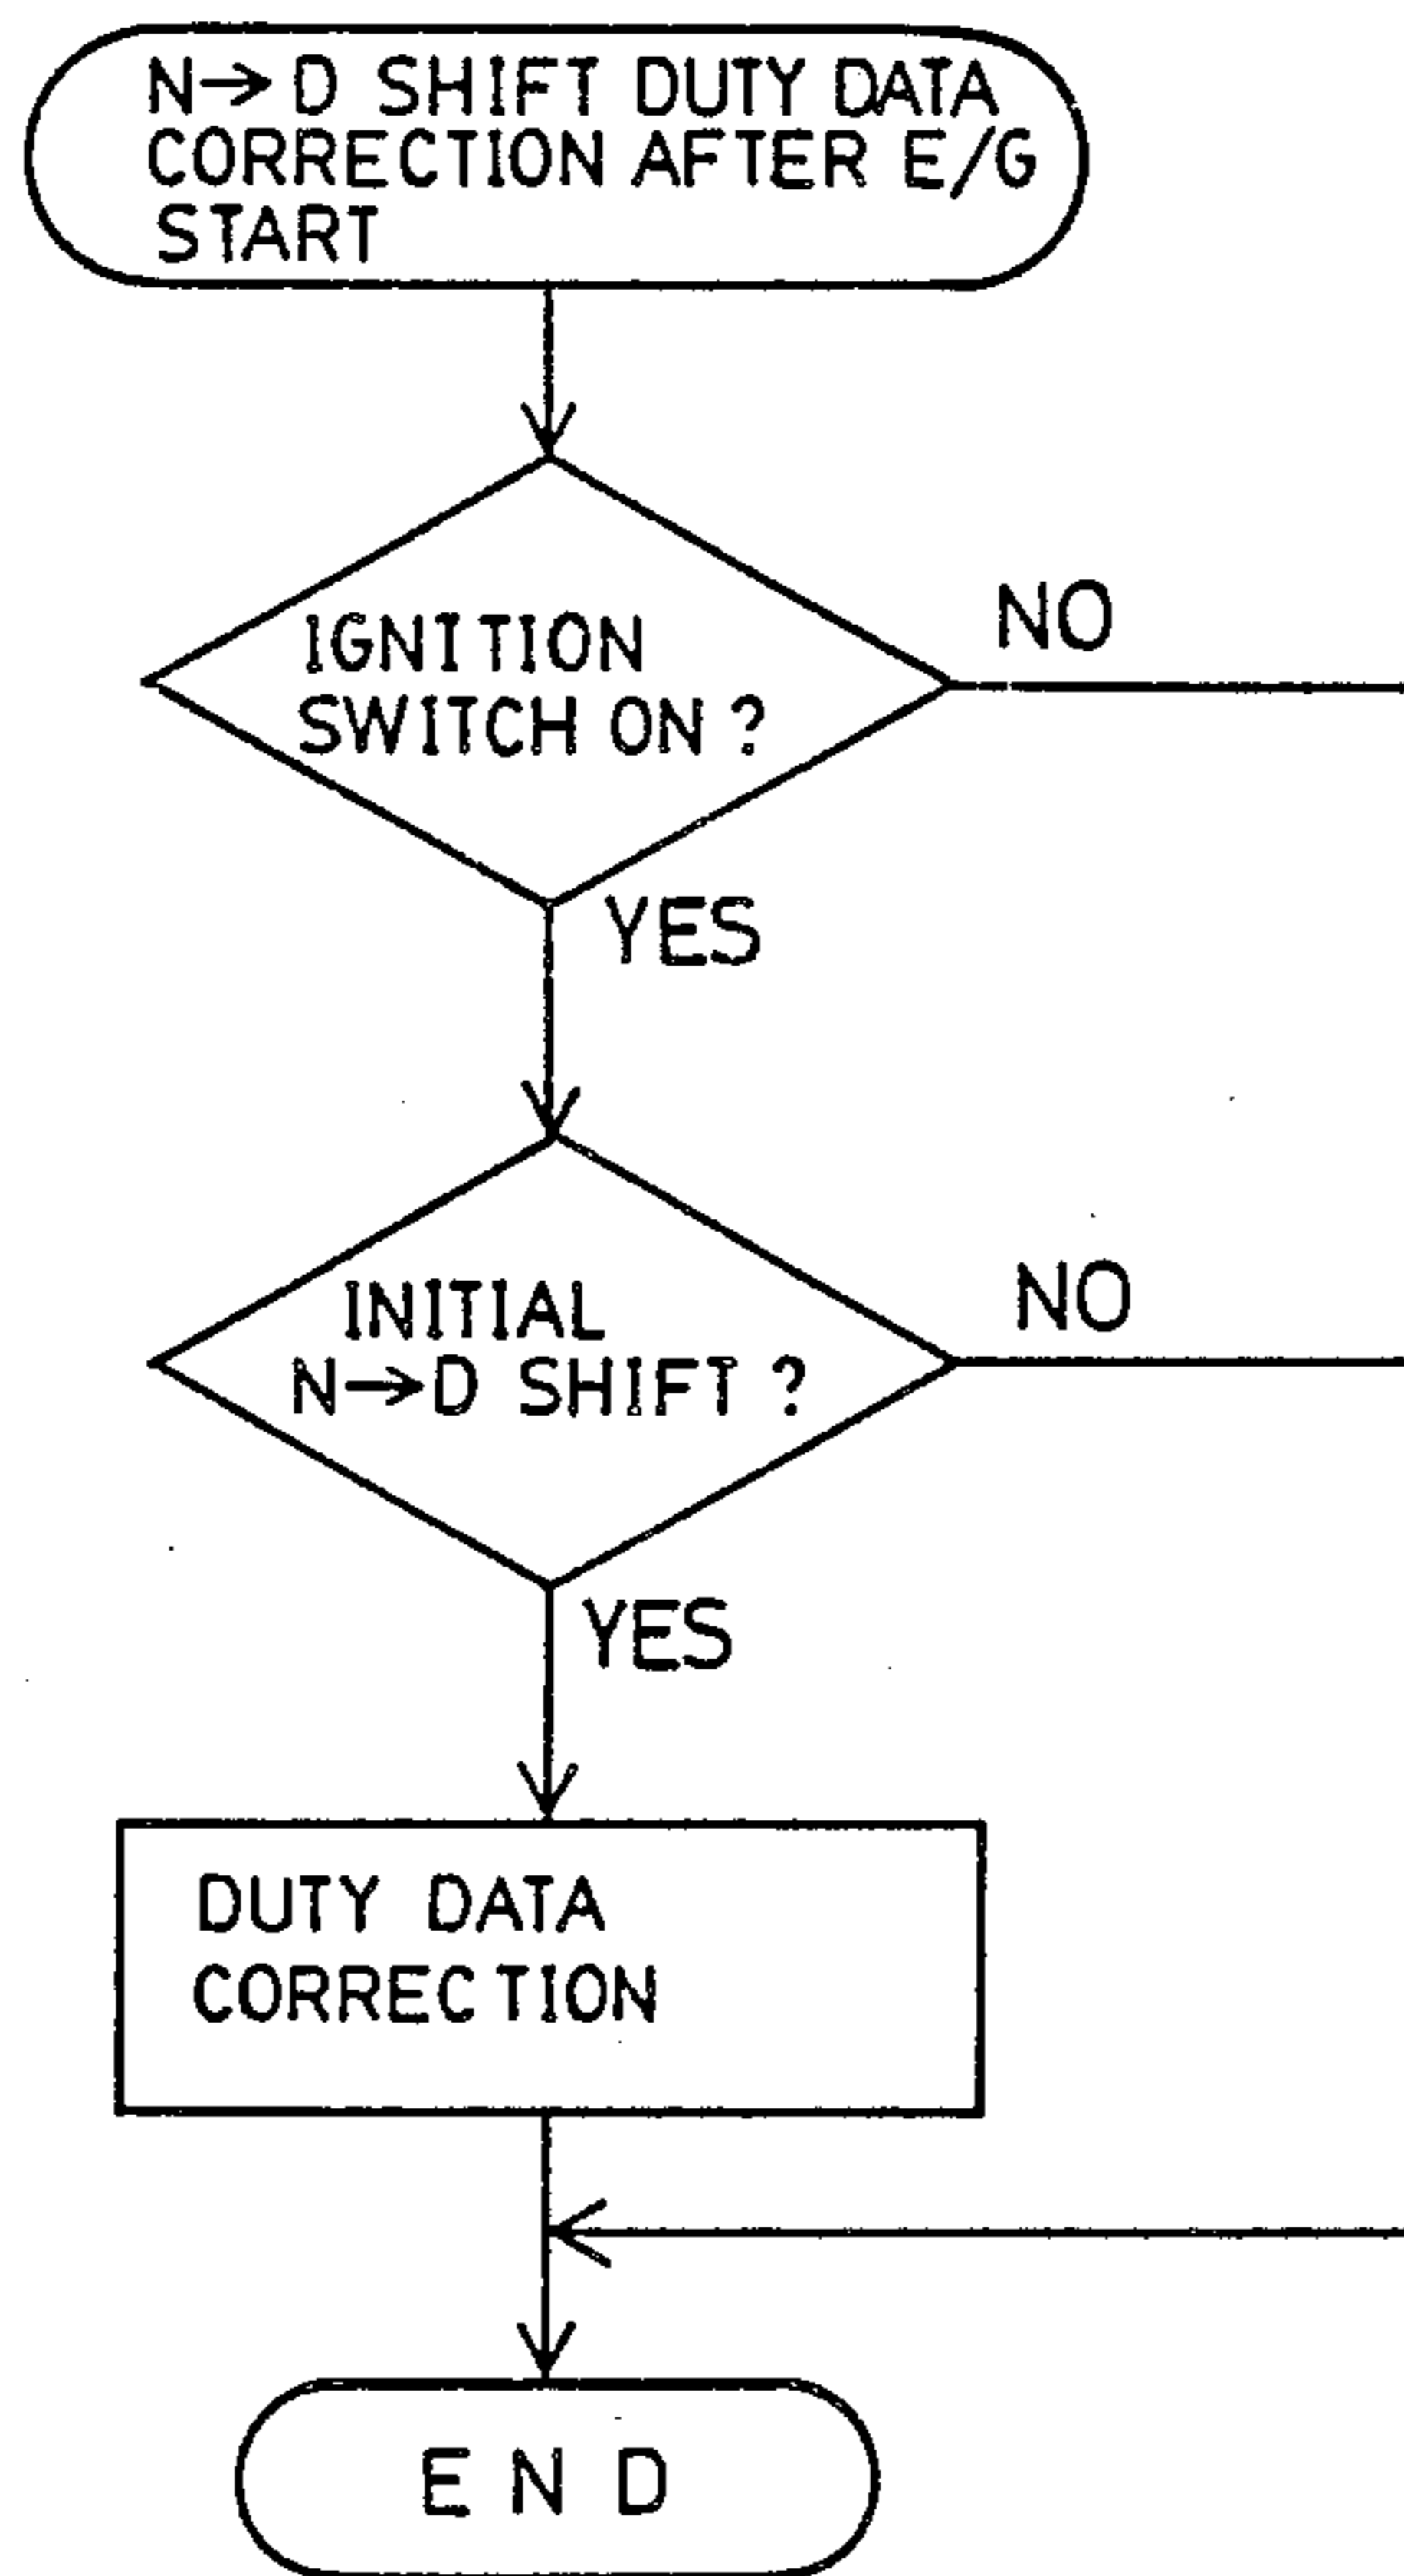 N→D SHIFT DUTY DATA
CORRECTION AFTER E/G
START
IGNITION
SWITCH ON ?
NO
YES
INITIAL
N→D SHIFT ?
NO
YES
DUTY DATA
CORRECTION
END